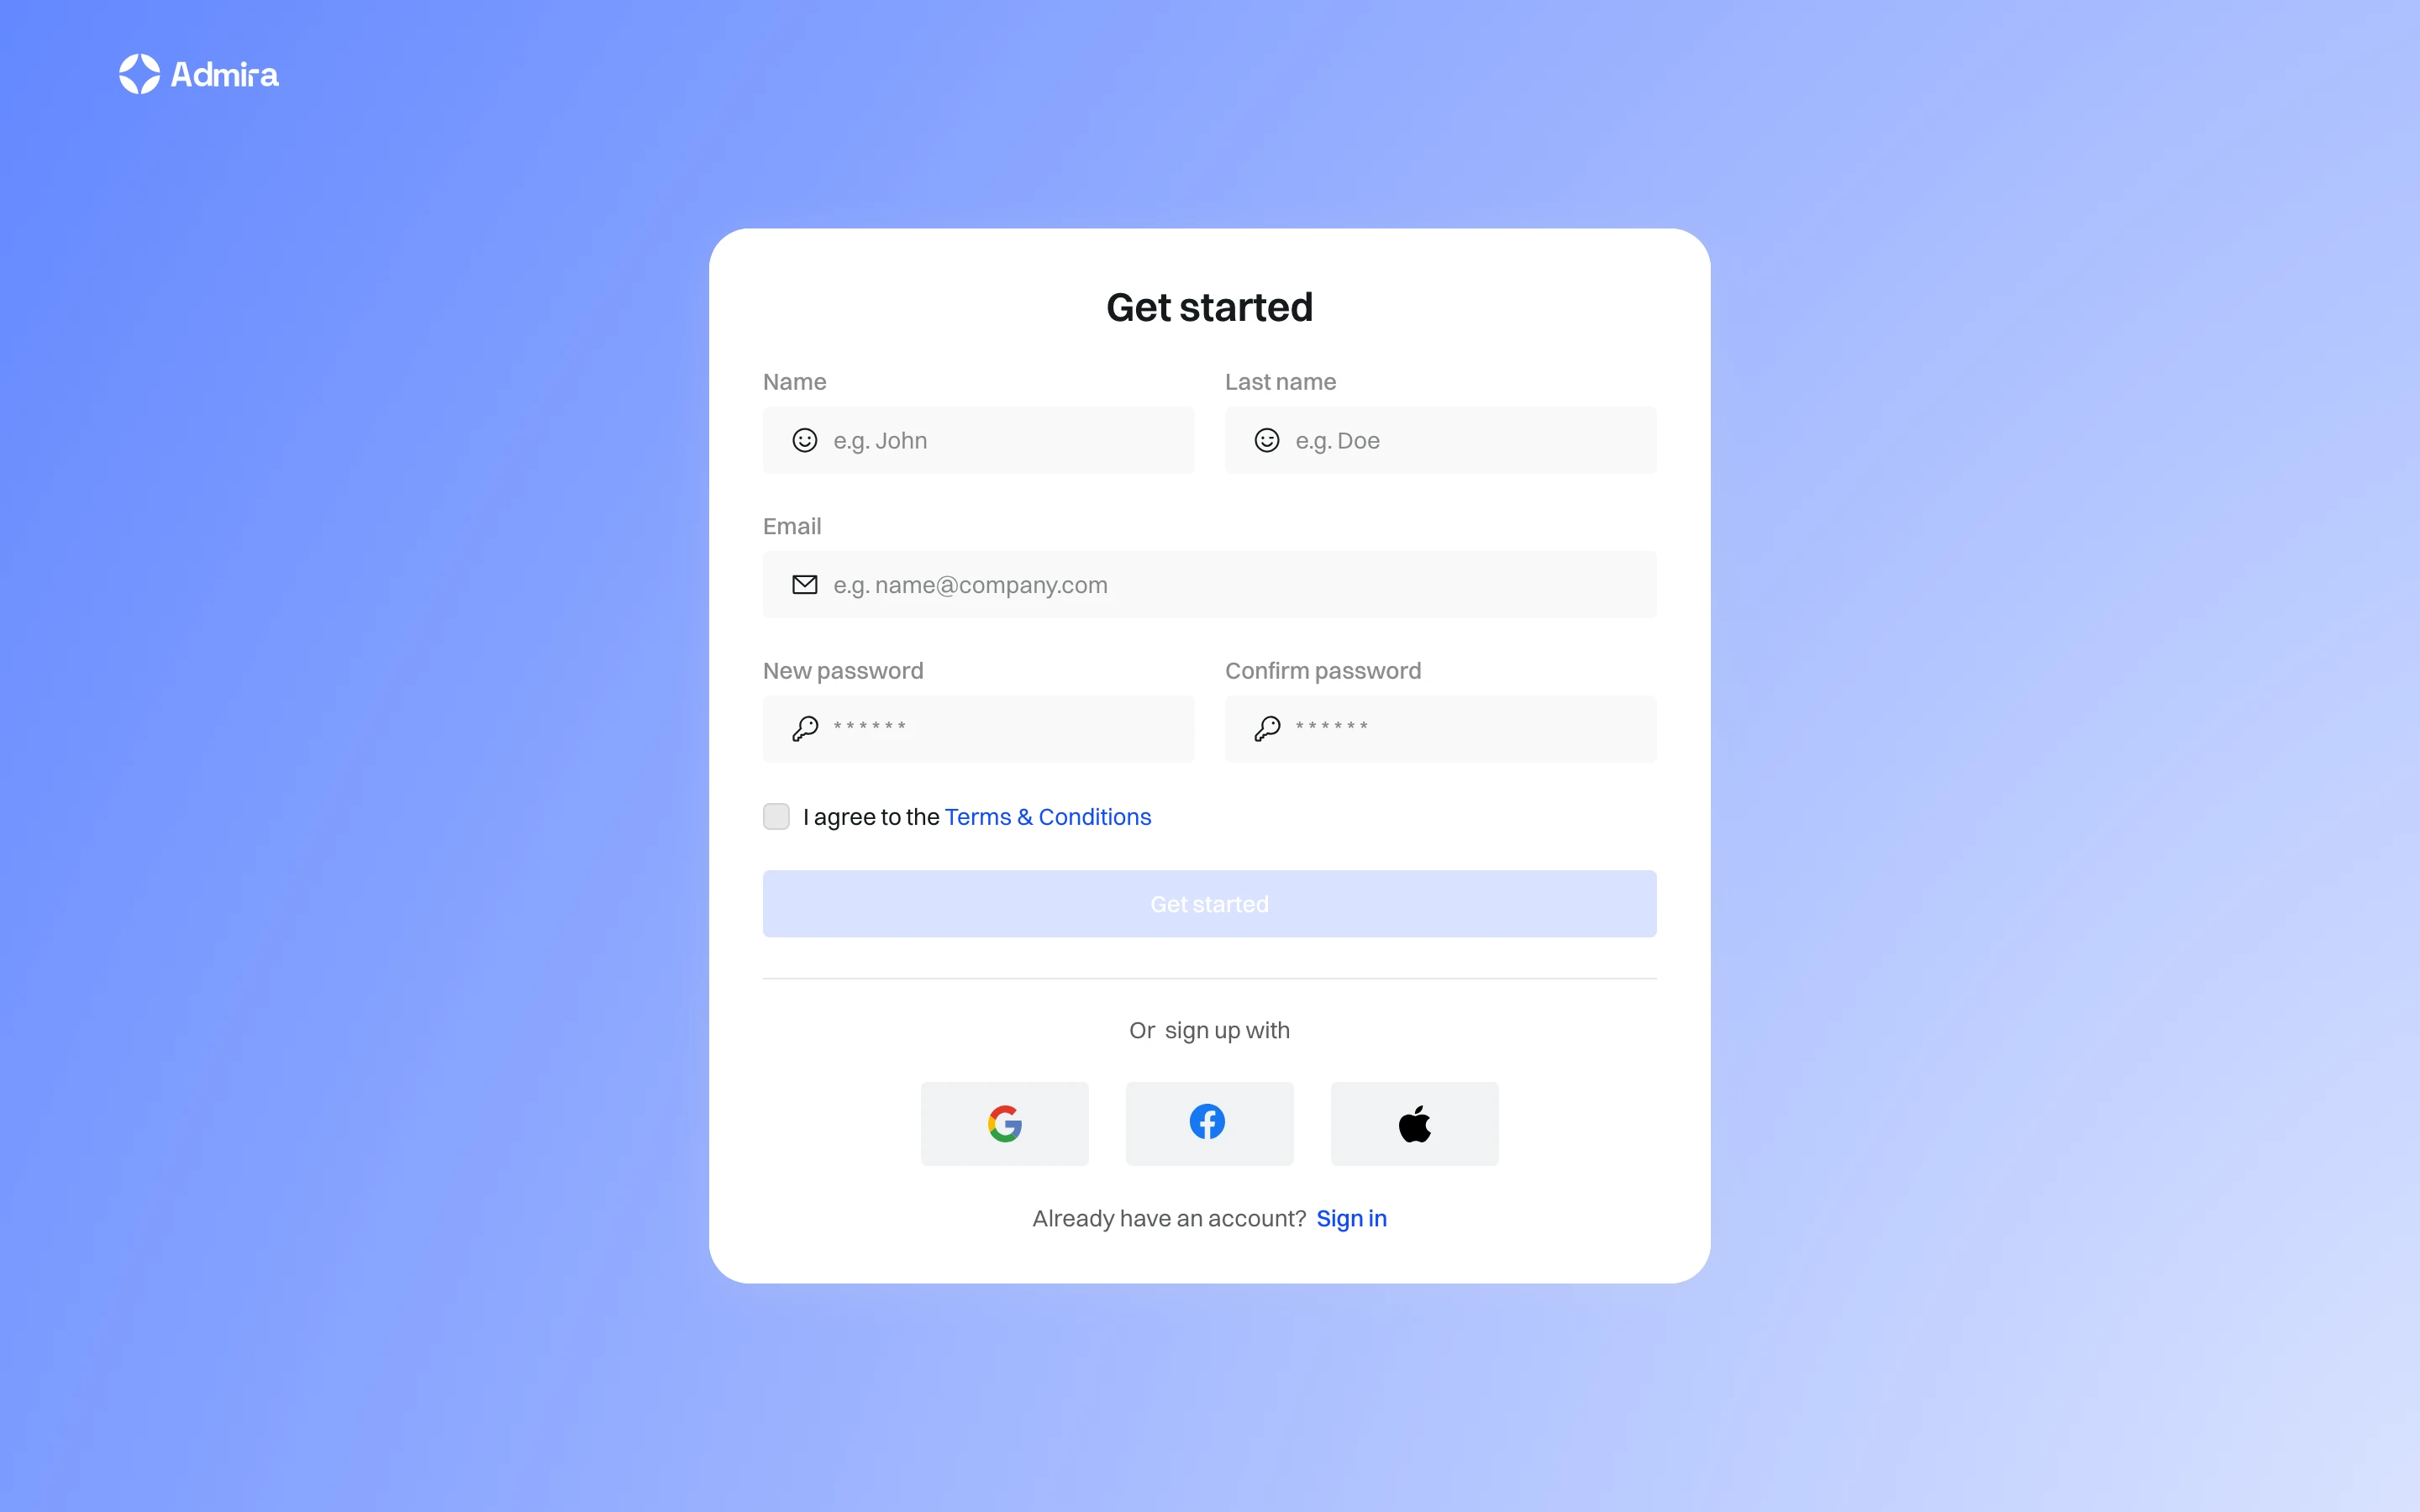 Admira
Get started
Name
Last name
e.g. John
e.g. Doe
Email
e.g. name@company.com
New password
Confirm password
******
******
I agree to the Terms & Conditions
Get started
Or sign up with
Already have an account? Sign in